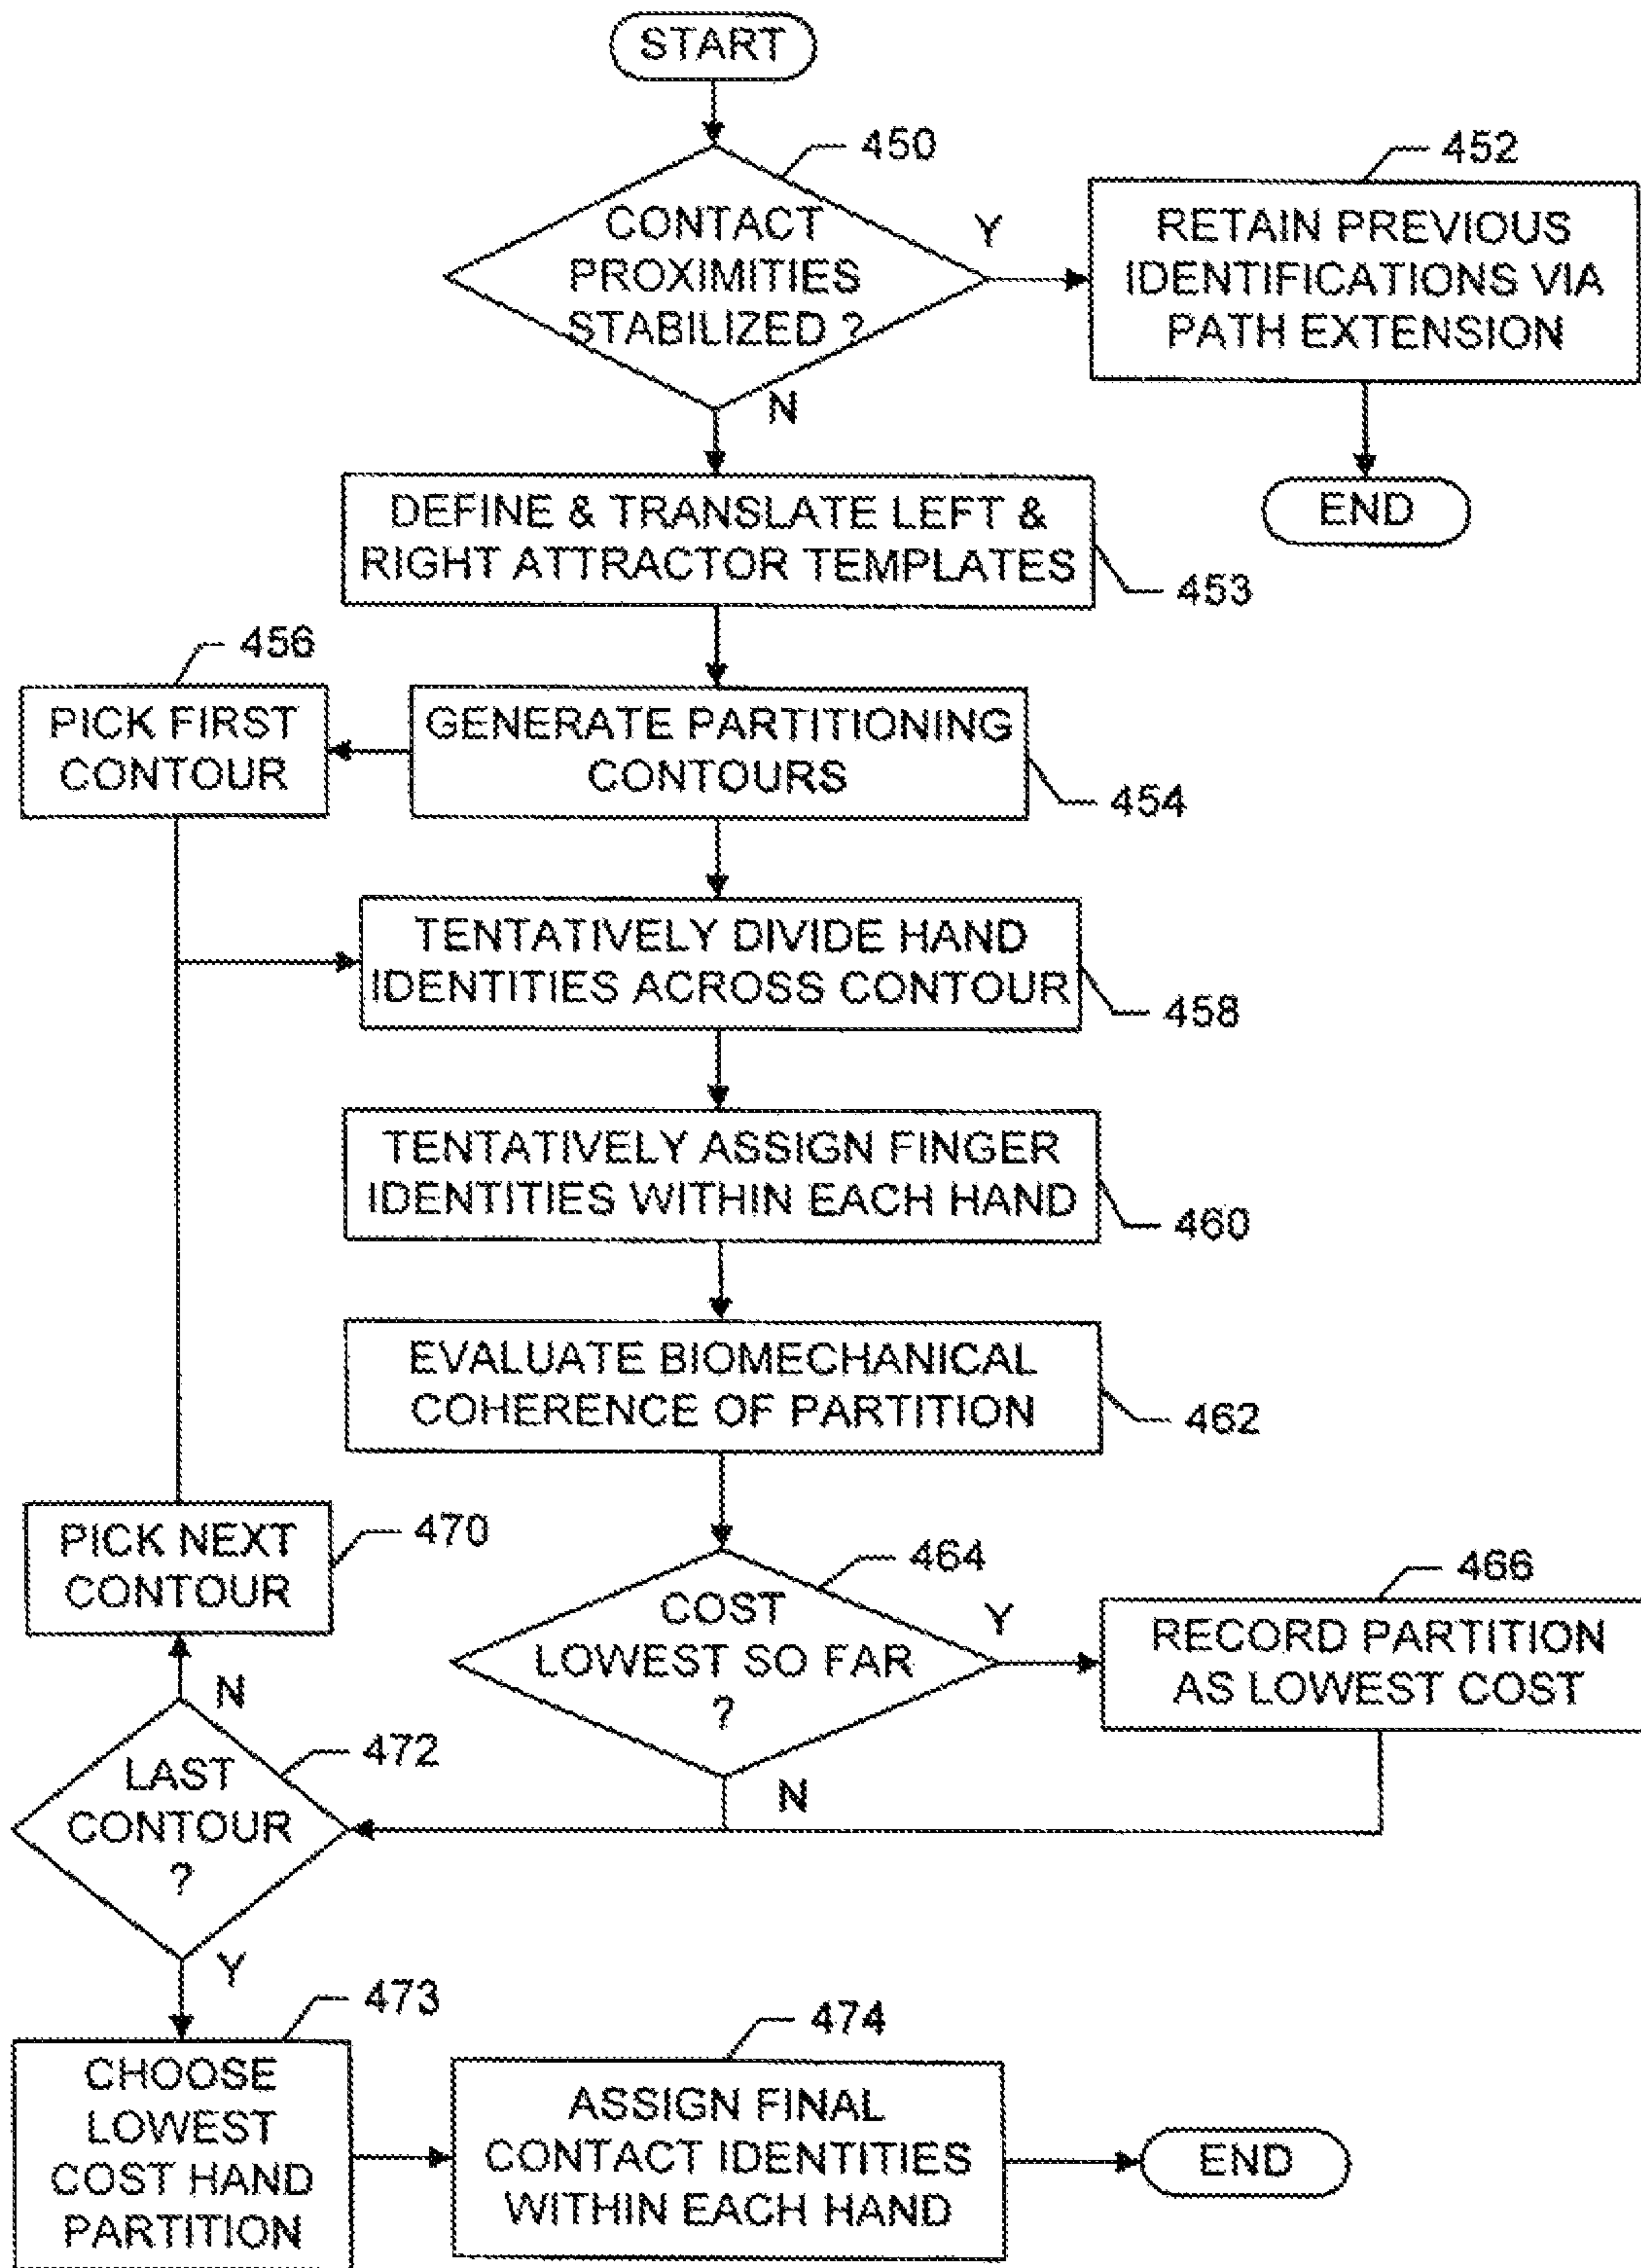 START
450
CONTACT
PROXIMITIES
STABILIZED ?
Y
N
452
RETAIN PREVIOUS
IDENTIFICATIONS VIA
PATH EXTENSION
END
DEFINE & TRANSLATE LEFT &
RIGHT ATTRACTOR TEMPLATES
453
456
PICK FIRST
CONTOUR
GENERATE PARTITIONING
CONTOURS
454
TENTATIVELY DIVIDE HAND
IDENTITIES ACROSS CONTOUR
458
TENTATIVELY ASSIGN FINGER
IDENTITIES WITHIN EACH HAND
460
EVALUATE BIOMECHANICAL
COHERENCE OF PARTITION
462
PICK NEXT
CONTOUR
470
464
COST
LOWEST SO FAR
?
Y
N
466
RECORD PARTITION
AS LOWEST COST
N
472
LAST
CONTOUR
?
Y
473
CHOOSE
LOWEST
COST HAND
PARTITION
474
ASSIGN FINAL
CONTACT IDENTITIES
WITHIN EACH HAND
END